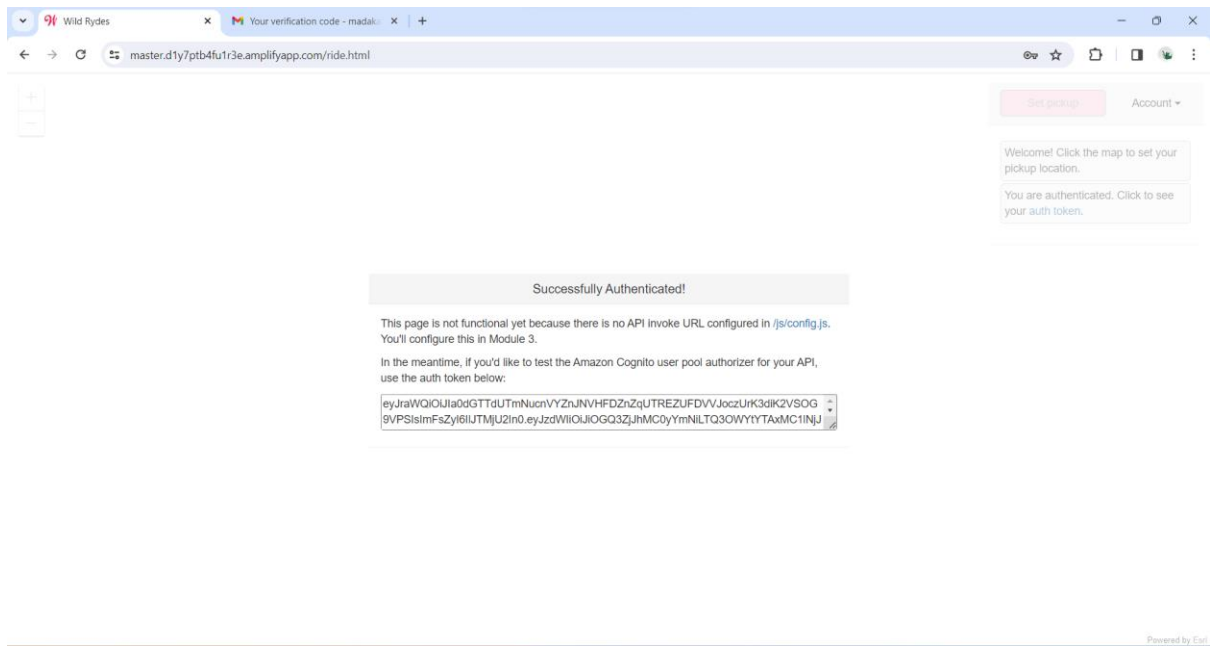 Wild Rydes
Your verification code - madaka
master.d1y7ptb4fu1r3e.amplifyapp.com/ride.html
Set pickup
Account
Welcome! Click the map to set your
pickup location.
You are authenticated. Click to see
your auth token.
Successfully Authenticated!
This page is not functional yet because there is no API invoke URL configured in /js/config.js.
You'll configure this in Module 3.
In the meantime, if you'd like to test the Amazon Cognito user pool authorizer for your API,
use the auth token below:
Powered by Esri